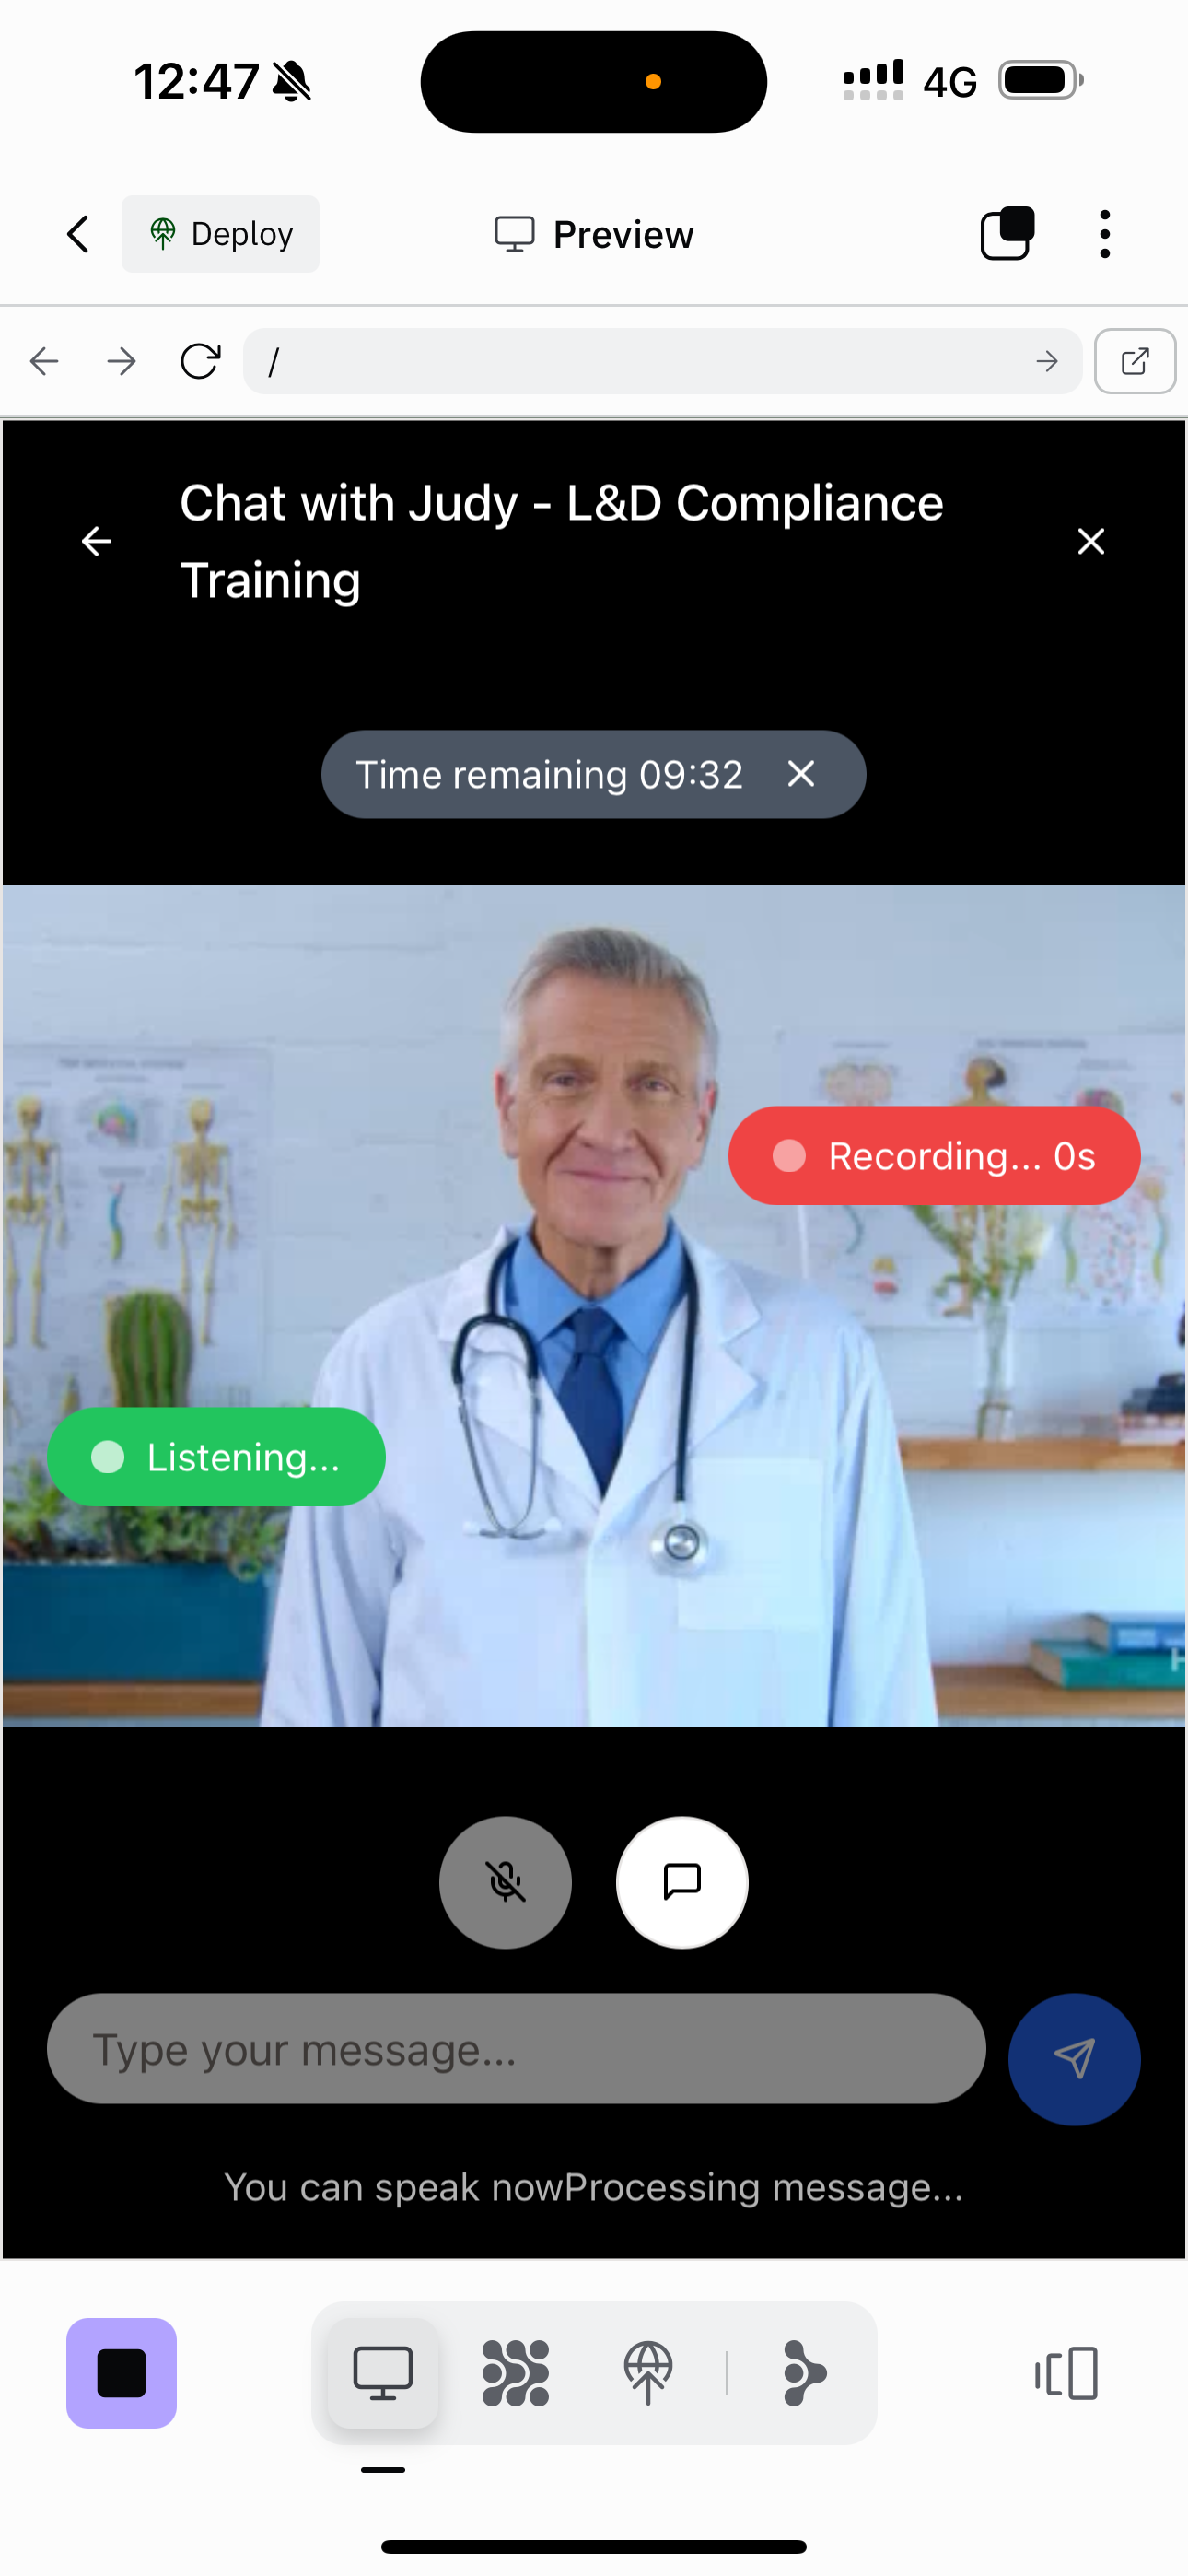 12:47
4G
Deploy
Preview
/
Chat with Judy - L&D Compliance
Training
Time remaining 09:32
Recording... 0s
Listening...
H
Type your message...
You can speak nowProcessing message...